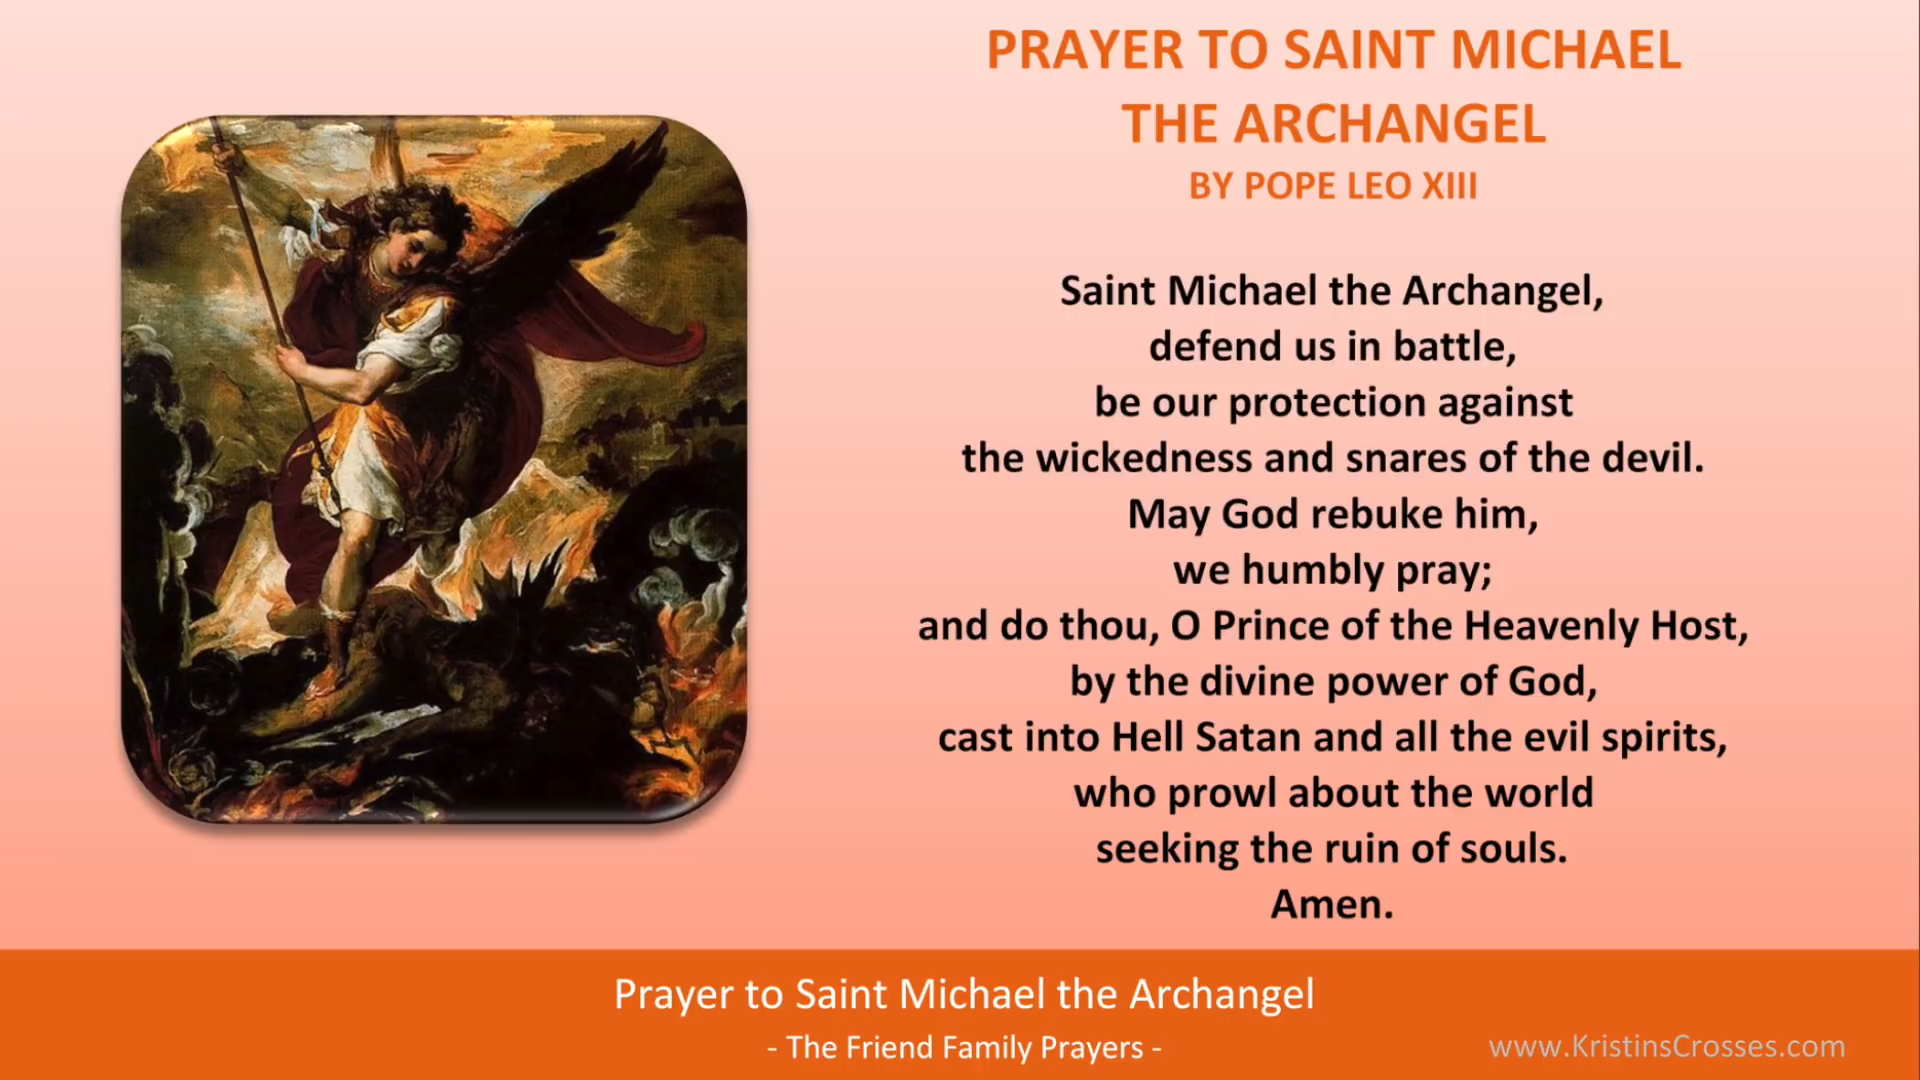 PRAYER TO SAINT MICHAEL
THE ARCHANGEL
BY POPE LEO XIII
Saint Michael the Archangel,
defend us in battle,
be our protection against
the wickedness and snares of the devil.
May God rebuke him,
we humbly pray;
and do thou, O Prince of the Heavenly Host,
by the divine power of God,
cast into Hell Satan and all the evil spirits,
who prowl about the world
seeking the ruin of souls.
Amen.
Prayer to Saint Michael the Archangel
- The Friend Family Prayers -
www.KristinsCrosses.com